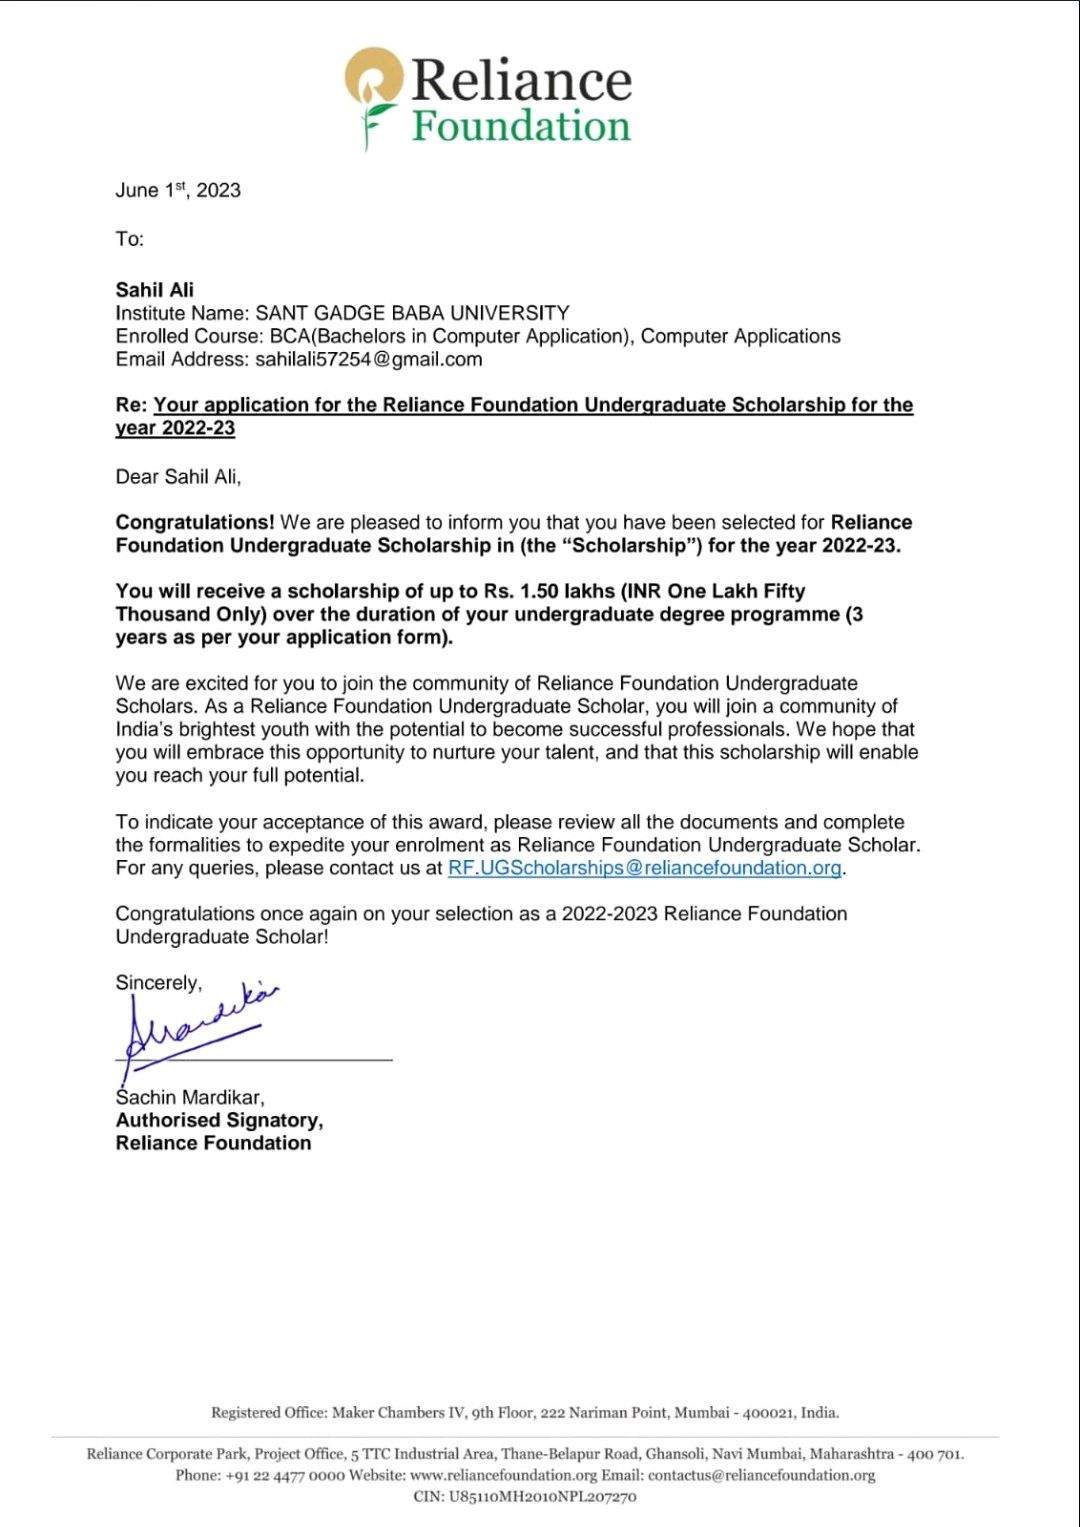 Reliance
Foundation
June 1st, 2023
To:
Sahil Ali
Institute Name: SANT GADGE BABA UNIVERSITY
Enrolled Course: BCA(Bachelors in Computer Application), Computer Applications
Email Address: sahilali57254@gmail.com
Re: Your application for the Reliance Foundation Undergraduate Scholarship for the
year 2022-23
Dear Sahil Ali,
Congratulations! We are pleased to inform you that you have been selected for Reliance
Foundation Undergraduate Scholarship in (the “Scholarship”) for the year 2022-23.
You will receive a scholarship of up to Rs. 1.50 lakhs (INR One Lakh Fifty
Thousand Only) over the duration of your undergraduate degree programme (3
years as per your application form).
We are excited for you to join the community of Reliance Foundation Undergraduate
Scholars. As a Reliance Foundation Undergraduate Scholar, you will join a community of
India’s brightest youth with the potential to become successful professionals. We hope that
you will embrace this opportunity to nurture your talent, and that this scholarship will enable
you reach your full potential.
To indicate your acceptance of this award, please review all the documents and complete
the formalities to expedite your enrolment as Reliance Foundation Undergraduate Scholar.
For any queries, please contact us at RF.UGScholarships@reliancefoundation.org.
Congratulations once again on your selection as a 2022-2023 Reliance Foundation
Undergraduate Scholar!
Sincerely,
Sachin Mardikar,
Authorised Signatory,
Reliance Foundation
Registered Office: Maker Chambers IV, 9th Floor, 222 Nariman Point, Mumbai - 400021, India.
Reliance Corporate Park, Project Office, 5 TTC Industrial Area, Thane-Belapur Road, Ghansoli, Navi Mumbai, Maharashtra - 400 701.
Phone: +91 22 4477 0000 Website: www.reliancefoundation.org Email: contactus@reliancefoundation.org
CIN: U85110MH2010NPL207270